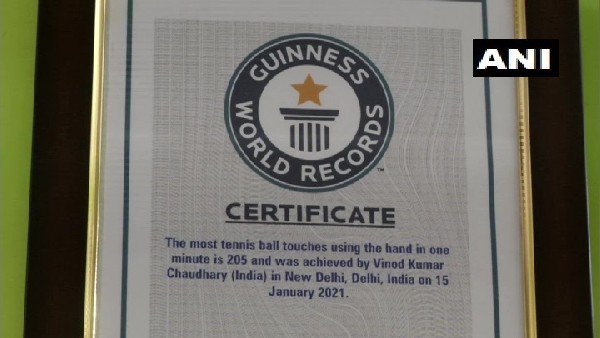 ANI
GUINNESS
WORLD RECORDS
TM
CERTIFICATE
The most tennis ball touches using the hand in one
minute is 205 and was achieved by Vinod Kumar
Chaudhary (India) in New Delhi, Delhi, India on 15
January 2021.